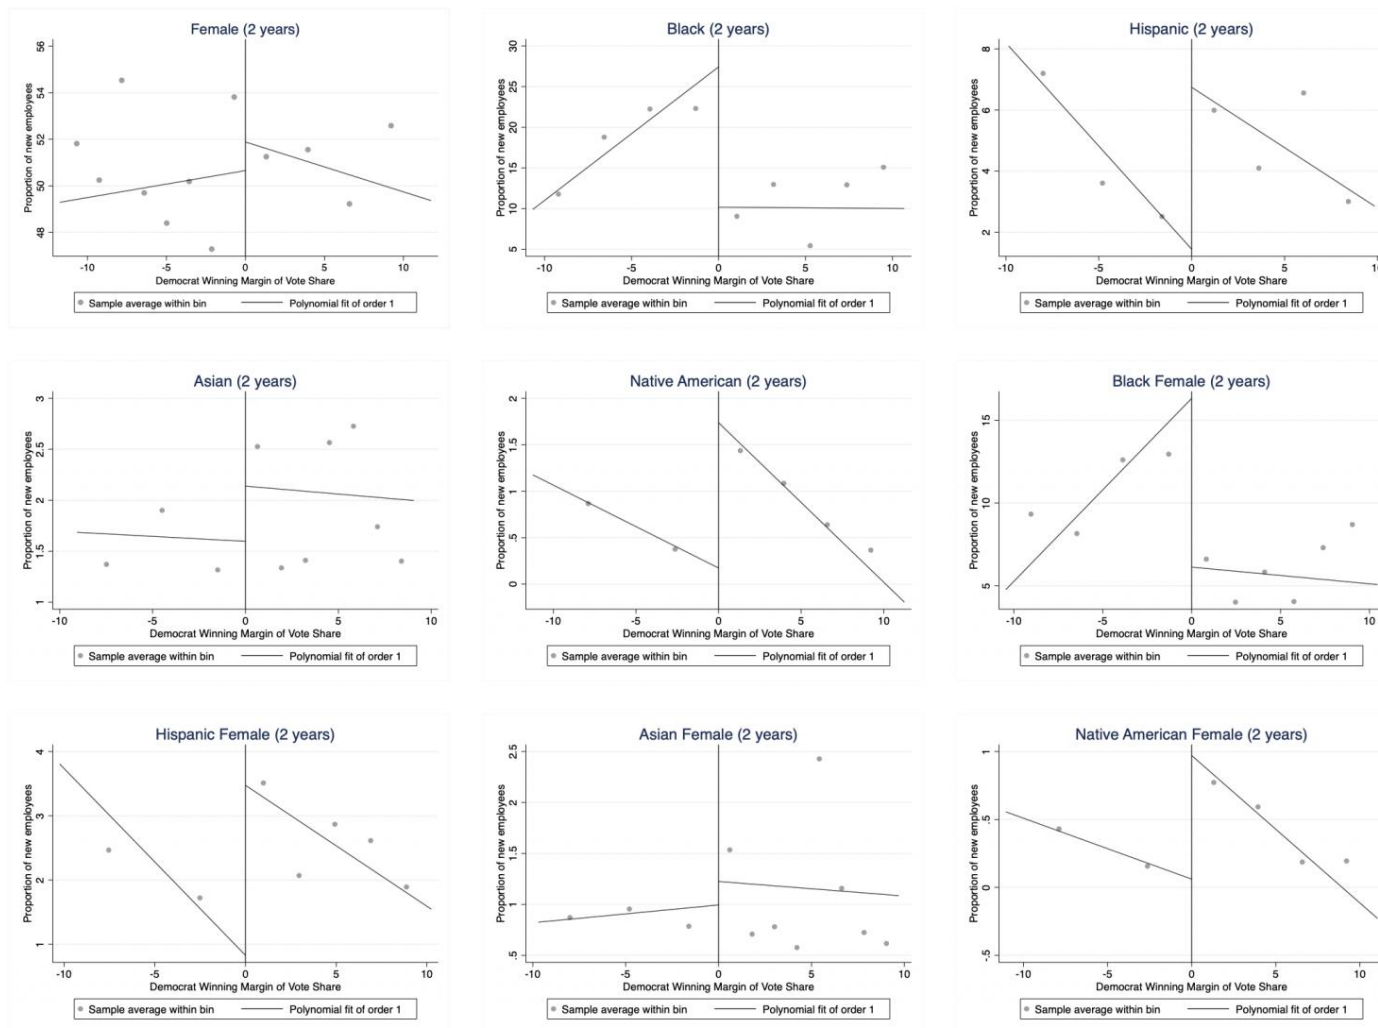 Female (2 years)
Proportion of new employees
56
54
52
50
48
-10
-5
0
5
10
Democrat Winning Margin of Vote Share
Sample average within bin
Polynomial fit of order 1
Black (2 years)
Proportion of new employees
30
25
20
15
10
5
-10
-5
0
5
10
Democrat Winning Margin of Vote Share
Sample average within bin
Polynomial fit of order 1
Hispanic (2 years)
Proportion of new employees
8
6
4
2
-10
-5
0
5
10
Democrat Winning Margin of Vote Share
Sample average within bin
Polynomial fit of order 1
Asian (2 years)
Proportion of new employees
3
2.5
2
1.5
1
-10
-5
0
5
10
Democrat Winning Margin of Vote Share
Sample average within bin
Polynomial fit of order 1
Native American (2 years)
Proportion of new employees
2
1.5
1
.5
0
-10
-5
0
5
10
Democrat Winning Margin of Vote Share
Sample average within bin
Polynomial fit of order 1
Black Female (2 years)
Proportion of new employees
15
10
5
-10
-5
0
5
10
Democrat Winning Margin of Vote Share
Sample average within bin
Polynomial fit of order 1
Hispanic Female (2 years)
Proportion of new employees
4
3
2
1
-10
-5
0
5
10
Democrat Winning Margin of Vote Share
Sample average within bin
Polynomial fit of order 1
Asian Female (2 years)
Proportion of new employees
2.5
2
1.5
1
.5
-10
-5
0
5
10
Democrat Winning Margin of Vote Share
Sample average within bin
Polynomial fit of order 1
Native American Female (2 years)
Proportion of new employees
1
.5
0
-.5
-10
-5
0
5
10
Democrat Winning Margin of Vote Share
Sample average within bin
Polynomial fit of order 1